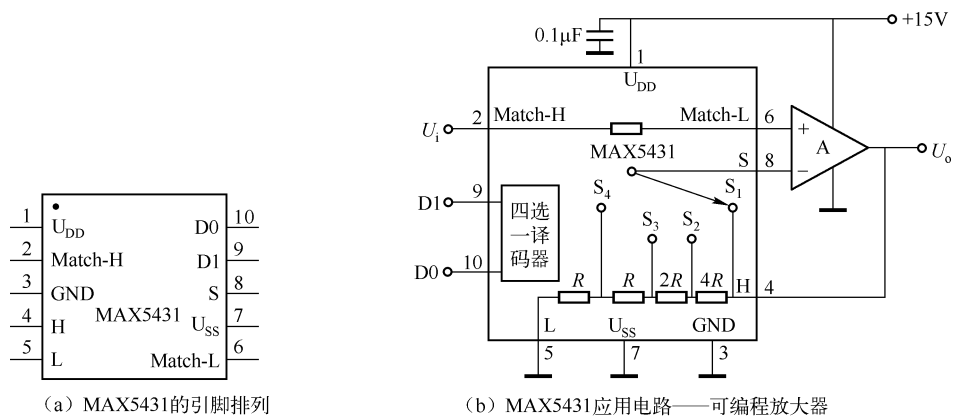 1 U_DD D0 10
2 Match-H D1 9
3 GND S 8
4 H MAX5431 U_SS 7
5 L Match-L 6
(a) MAX5431的引脚排列
+15V
0.1μF
1
U_DD
U_i 2 Match-H Match-L 6 + A U_o
MAX5431
S 8 −
D1 9 S_4 S_1
四选
一译
码器
S_3 S_2
D0 10
R R 2R 4R H 4
L U_SS GND
5 7 3
(b) MAX5431应用电路——可编程放大器